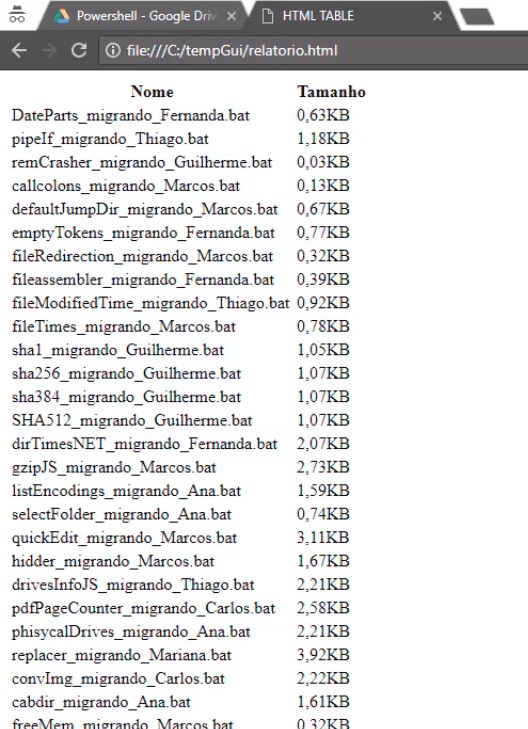 Powershell - Google Driv
HTML TABLE
file:///C:/tempGui/relatorio.html
Nome Tamanho
DateParts_migrando_Fernanda.bat 0,63KB
pipeIf_migrando_Thiago.bat 1,18KB
remCrasher_migrando_Guilherme.bat 0,03KB
callcolons_migrando_Marcos.bat 0,13KB
defaultJumpDir_migrando_Marcos.bat 0,67KB
emptyTokens_migrando_Fernanda.bat 0,77KB
fileRedirection_migrando_Marcos.bat 0,32KB
fileassembler_migrando_Fernanda.bat 0,39KB
fileModifiedTime_migrando_Thiago.bat 0,92KB
fileTimes_migrando_Marcos.bat 0,78KB
sha1_migrando_Guilherme.bat 1,05KB
sha256_migrando_Guilherme.bat 1,07KB
sha384_migrando_Guilherme.bat 1,07KB
SHA512_migrando_Guilherme.bat 1,07KB
dirTimesNET_migrando_Fernanda.bat 2,07KB
gzipJS_migrando_Marcos.bat 2,73KB
listEncodings_migrando_Ana.bat 1,59KB
selectFolder_migrando_Ana.bat 0,74KB
quickEdit_migrando_Marcos.bat 3,11KB
hidder_migrando_Marcos.bat 1,67KB
drivesInfoJS_migrando_Thiago.bat 2,21KB
pdfPageCounter_migrando_Carlos.bat 2,58KB
phisycalDrives_migrando_Ana.bat 2,21KB
replacer_migrando_Mariana.bat 3,92KB
convImg_migrando_Carlos.bat 2,22KB
cabdir_migrando_Ana.bat 1,61KB
freeMem_migrando_Marcos.bat 0,32KB